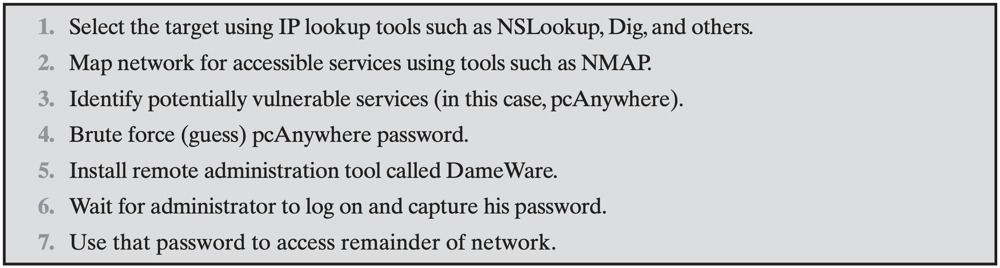 1. Select the target using IP lookup tools such as NSLookup, Dig, and others.
2. Map network for accessible services using tools such as NMAP.
3. Identify potentially vulnerable services (in this case, pcAnywhere).
4. Brute force (guess) pcAnywhere password.
5. Install remote administration tool called DameWare.
6. Wait for administrator to log on and capture his password.
7. Use that password to access remainder of network.